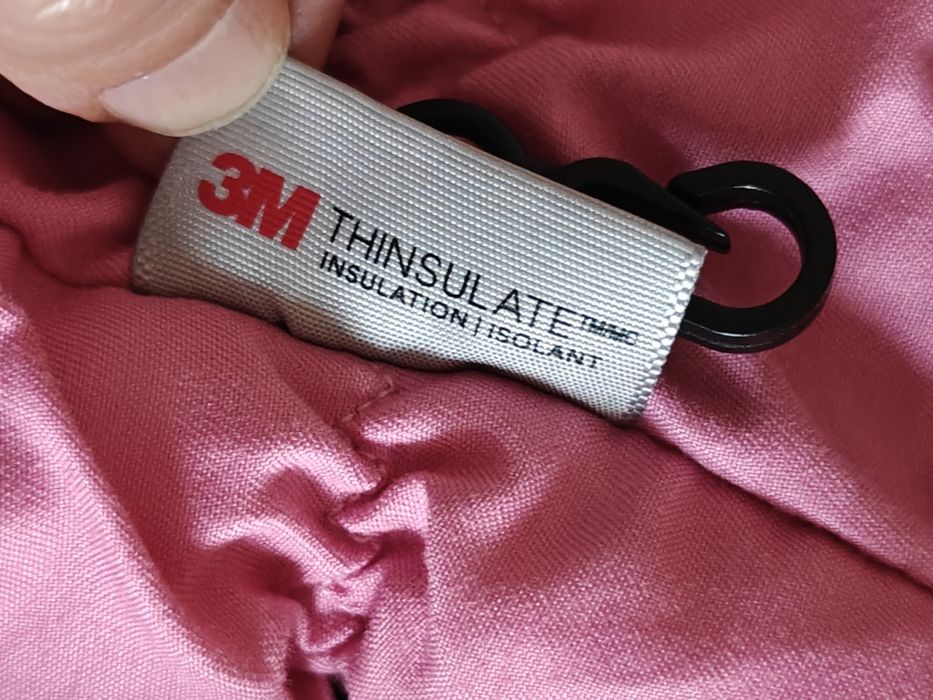 3M THINSULATE™MC
INSULATION | ISOLANT